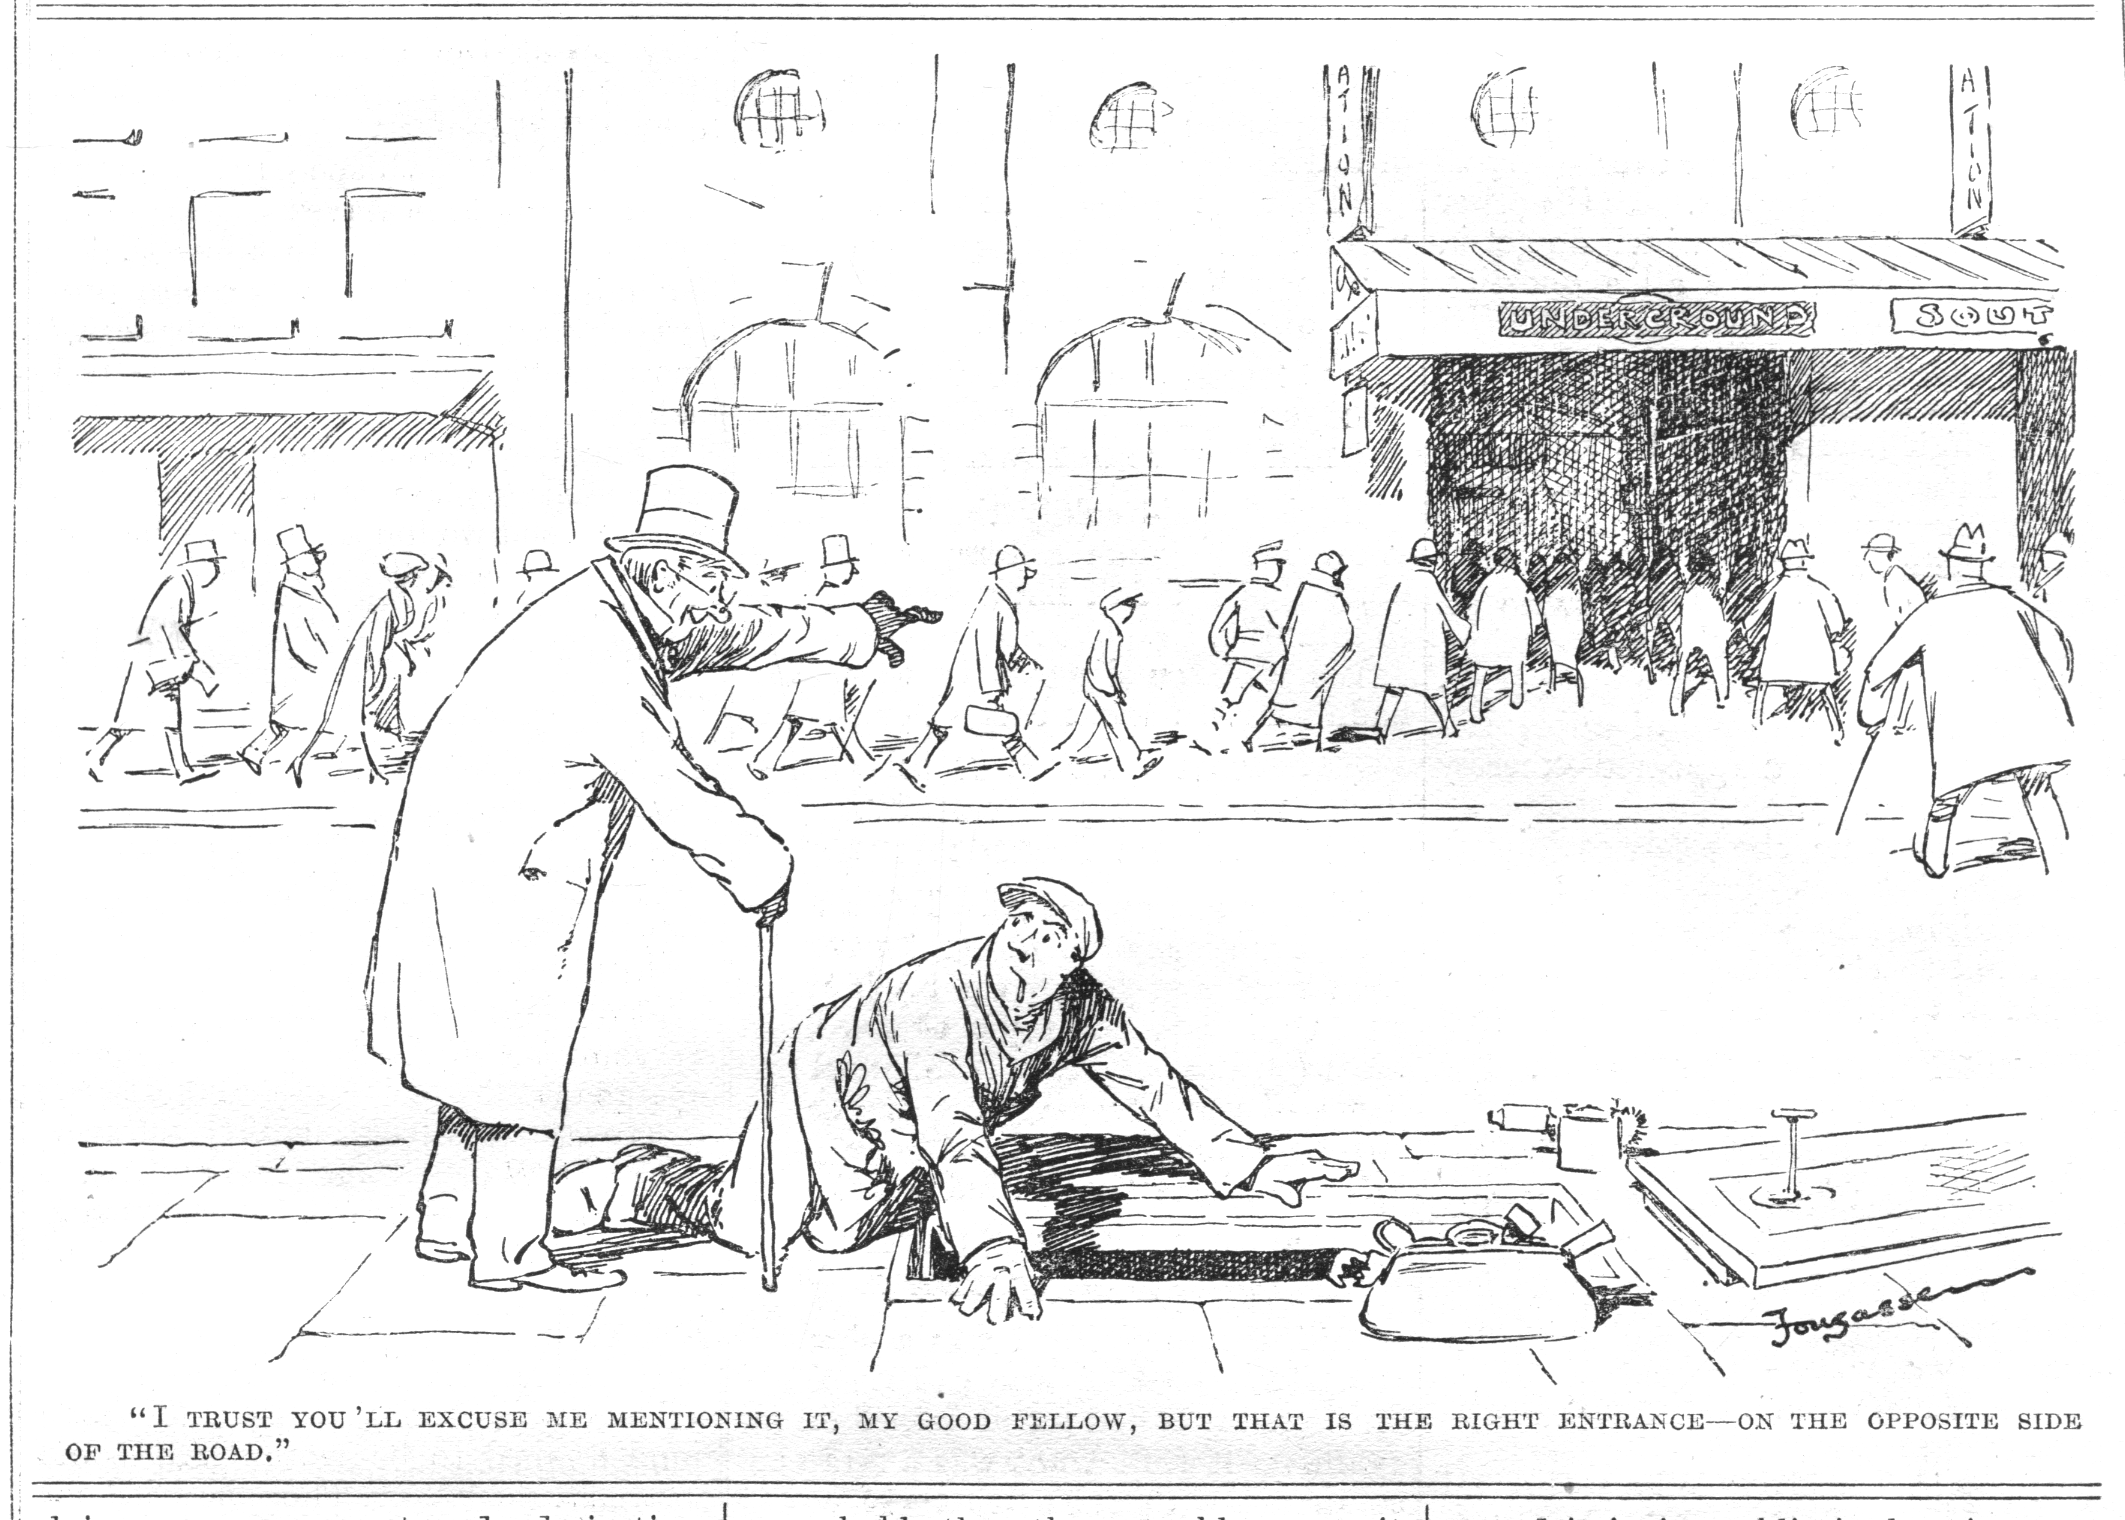 ATION
ATION
UNDERGROUND
SOUT
Fougasse
"I TRUST YOU'LL EXCUSE ME MENTIONING IT, MY GOOD FELLOW, BUT THAT IS THE RIGHT ENTRANCE—ON THE OPPOSITE SIDE
OF THE ROAD."